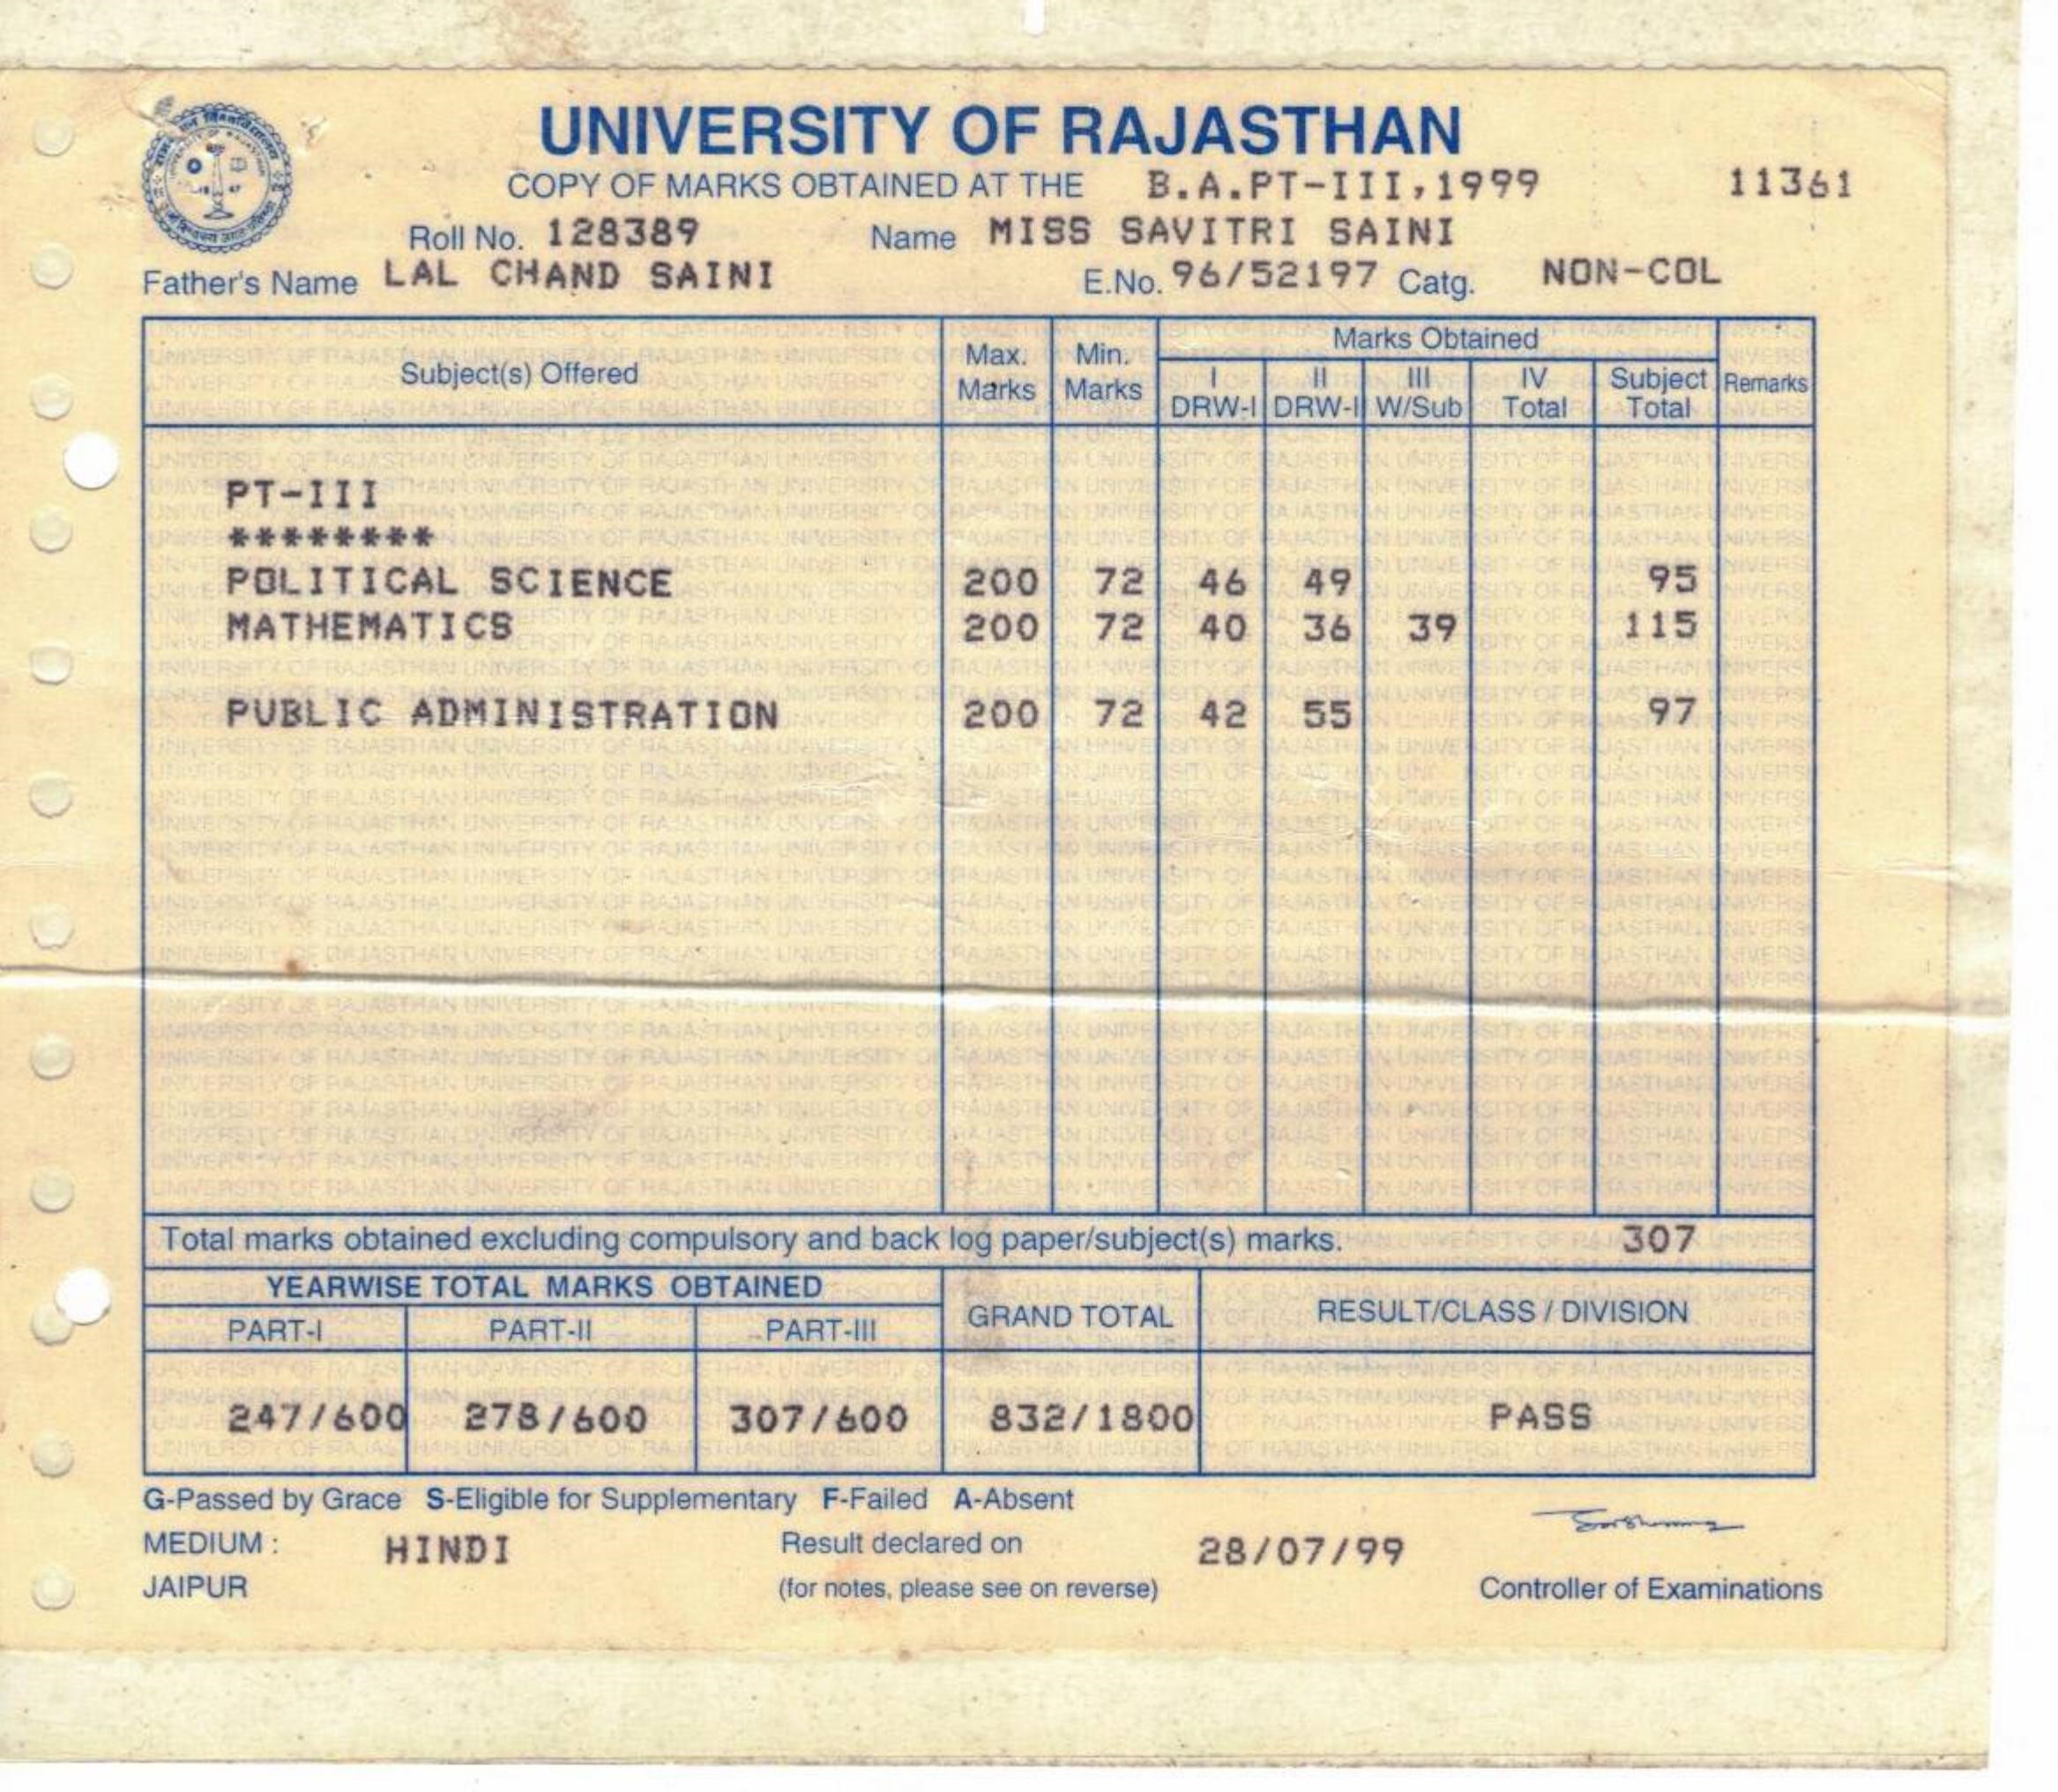 UNIVERSITY OF RAJASTHAN
COPY OF MARKS OBTAINED AT THE B.A.PT-III,1999 11361
Roll No. 128389 Name MISS SAVITRI SAINI
Father's Name LAL CHAND SAINI E.No. 96/52197 Catg. NON-COL
Subject(s) Offered Max. Marks Min. Marks Marks Obtained Remarks
I II III IV Subject
DRW-I DRW-II W/Sub Total Total
PT-III
********
POLITICAL SCIENCE 200 72 46 49 95
MATHEMATICS 200 72 40 36 39 115
PUBLIC ADMINISTRATION 200 72 42 55 97
Total marks obtained excluding compulsory and back log paper/subject(s) marks. 307
YEARWISE TOTAL MARKS OBTAINED GRAND TOTAL RESULT/CLASS / DIVISION
PART-I PART-II PART-III
247/600 278/600 307/600 832/1800 PASS
G-Passed by Grace S-Eligible for Supplementary F-Failed A-Absent
MEDIUM : HINDI Result declared on 28/07/99
JAIPUR (for notes, please see on reverse) Controller of Examinations